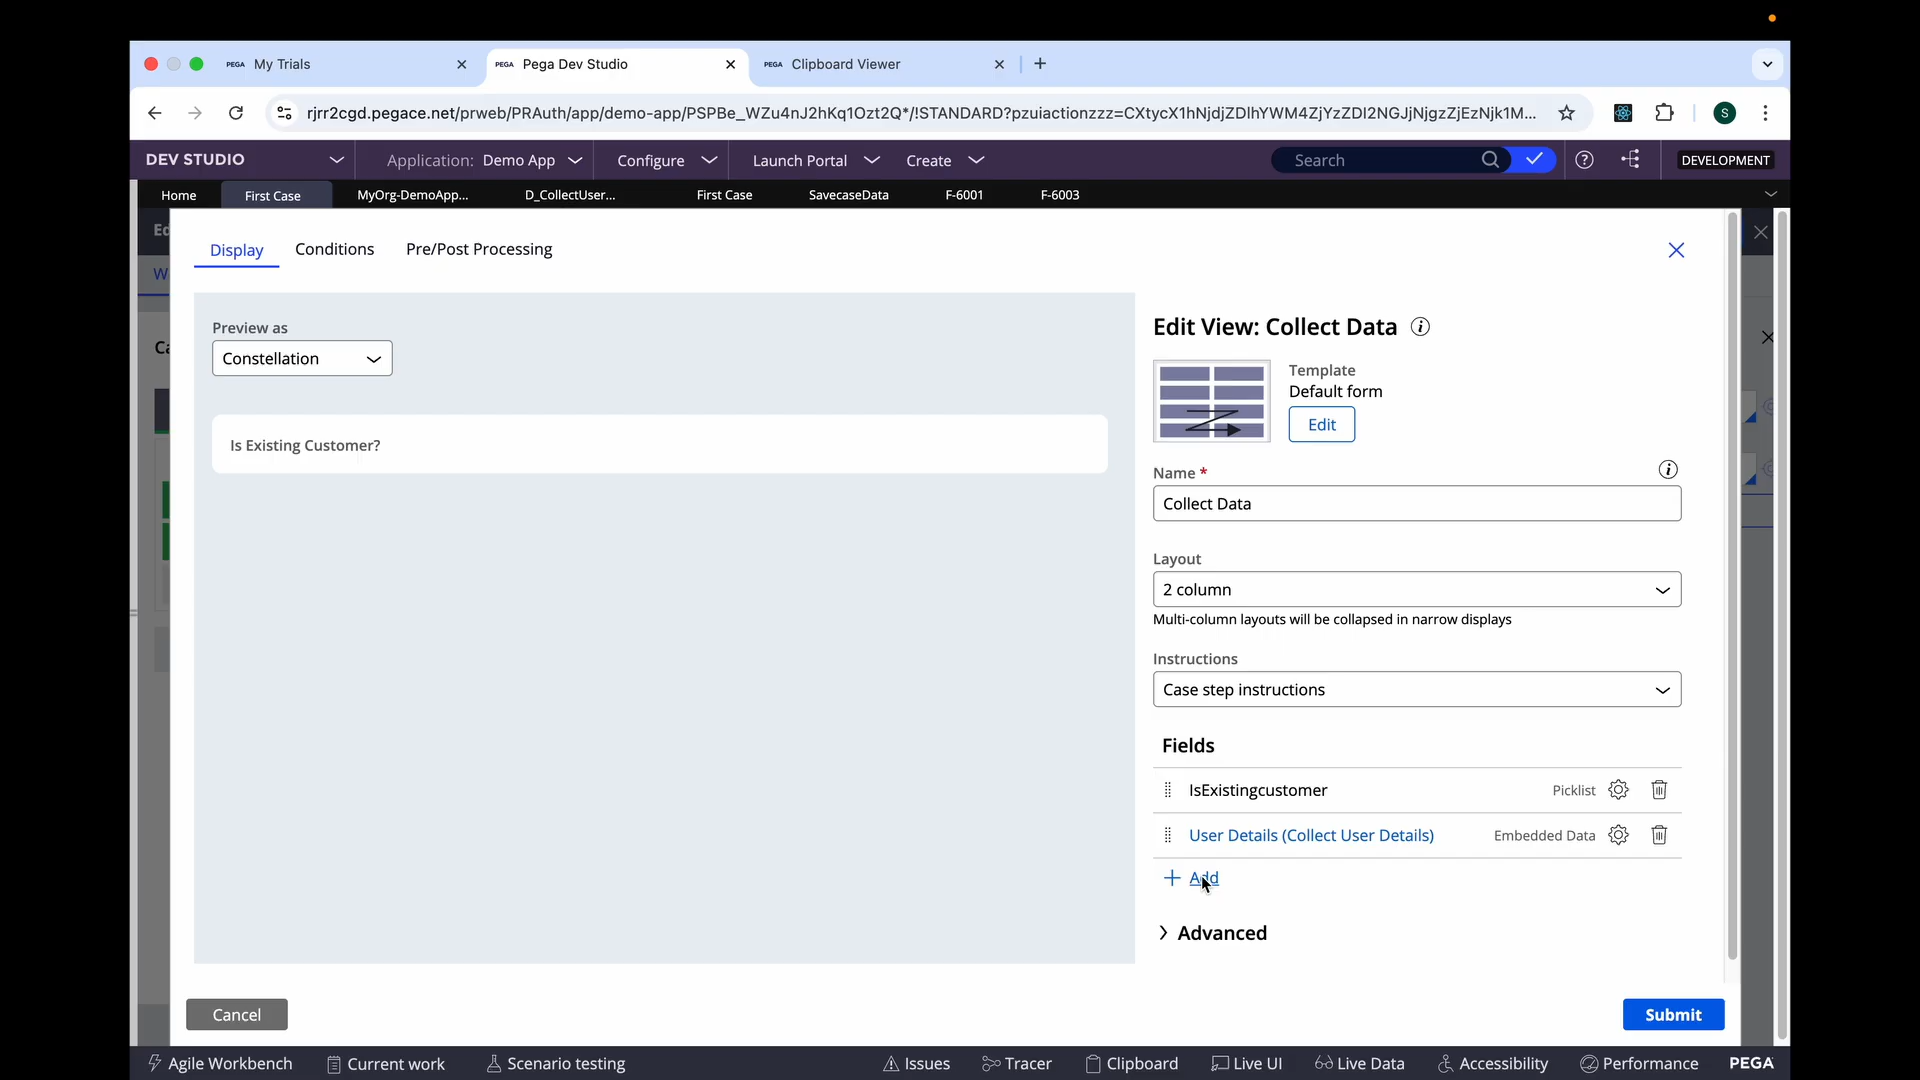 PEGA My Trials
PEGA Pega Dev Studio
PEGA Clipboard Viewer
rjrr2cgd.pegace.net/prweb/PRAuth/app/demo-app/PSPBe_WZu4nJ2hKq1Ozt2Q*/!STANDARD?pzuiactionzzz=CXtycX1hNjdjZDlhYWM4ZjYzZDI2NGJjNjgzZjEzNjk1M...
S
DEV STUDIO
Application: Demo App
Configure
Launch Portal
Create
Search
DEVELOPMENT
Home
First Case
MyOrg-DemoApp...
D_CollectUser...
First Case
SavecaseData
F-6001
F-6003
Ed
W
Ca
Display
Conditions
Pre/Post Processing
Preview as
Constellation
Is Existing Customer?
Edit View: Collect Data
Template
Default form
Edit
Name *
Collect Data
Layout
2 column
Multi-column layouts will be collapsed in narrow displays
Instructions
Case step instructions
Fields
IsExistingcustomer Picklist
User Details (Collect User Details) Embedded Data
Add
Advanced
Cancel
Submit
Agile Workbench
Current work
Scenario testing
Issues
Tracer
Clipboard
Live UI
Live Data
Accessibility
Performance
PEGA